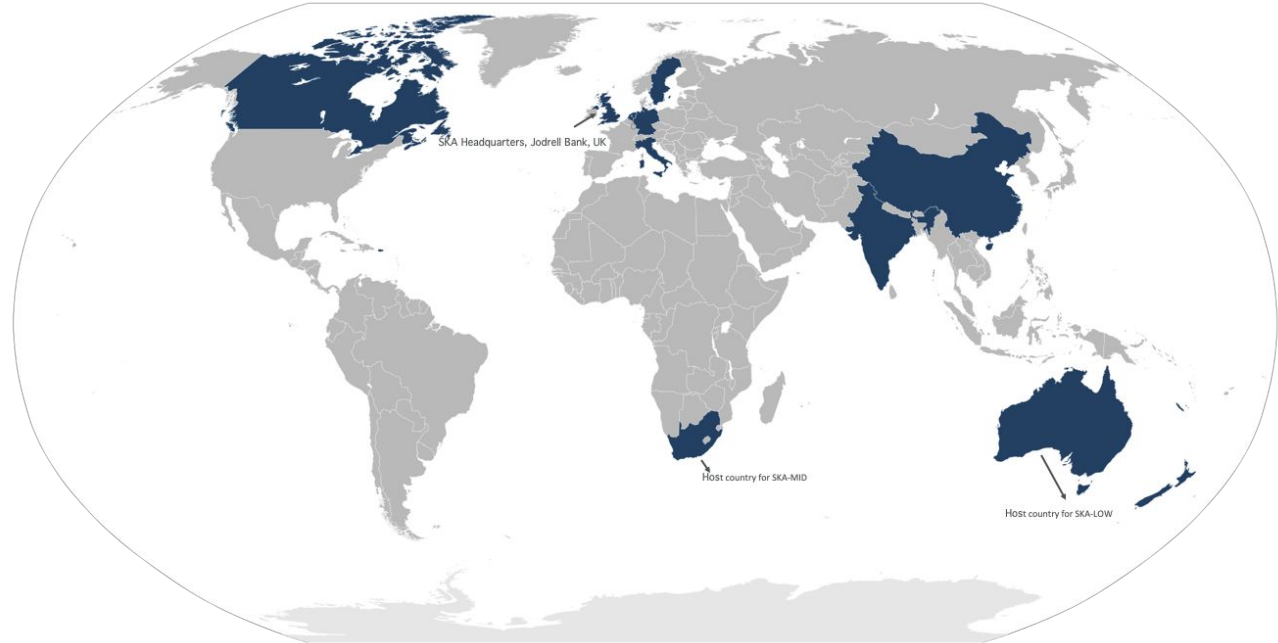 SKA Headquarters, Jodrell Bank, UK
Host country for SKA-MID
Host country for SKA-LOW